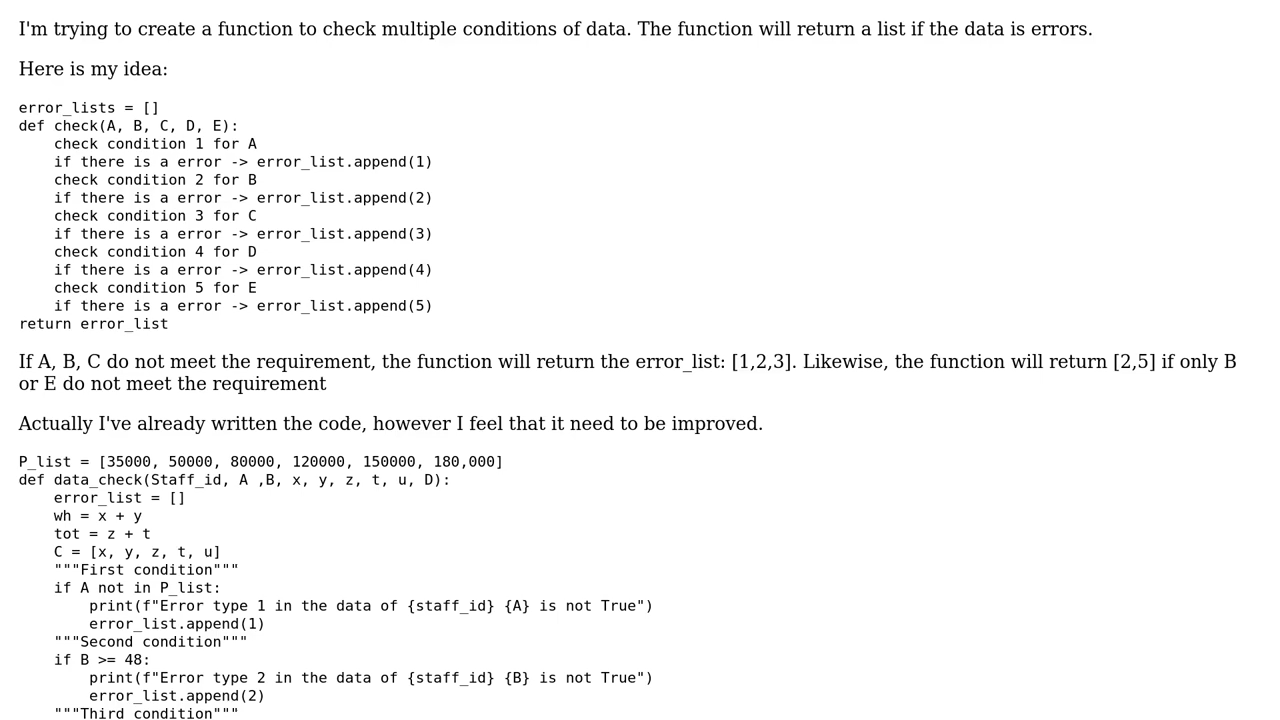 I'm trying to create a function to check multiple conditions of data. The function will return a list if the data is errors.
Here is my idea:
error_lists = []
def check(A, B, C, D, E):
    check condition 1 for A
    if there is a error -> error_list.append(1)
    check condition 2 for B
    if there is a error -> error_list.append(2)
    check condition 3 for C
    if there is a error -> error_list.append(3)
    check condition 4 for D
    if there is a error -> error_list.append(4)
    check condition 5 for E
    if there is a error -> error_list.append(5)
return error_list
If A, B, C do not meet the requirement, the function will return the error_list: [1,2,3]. Likewise, the function will return [2,5] if only B
or E do not meet the requirement
Actually I've already written the code, however I feel that it need to be improved.
P_list = [35000, 50000, 80000, 120000, 150000, 180,000]
def data_check(Staff_id, A ,B, x, y, z, t, u, D):
    error_list = []
    wh = x + y
    tot = z + t
    C = [x, y, z, t, u]
    """First condition"""
    if A not in P_list:
        print(f"Error type 1 in the data of {staff_id} {A} is not True")
        error_list.append(1)
    """Second condition"""
    if B >= 48:
        print(f"Error type 2 in the data of {staff_id} {B} is not True")
        error_list.append(2)
    """Third condition"""